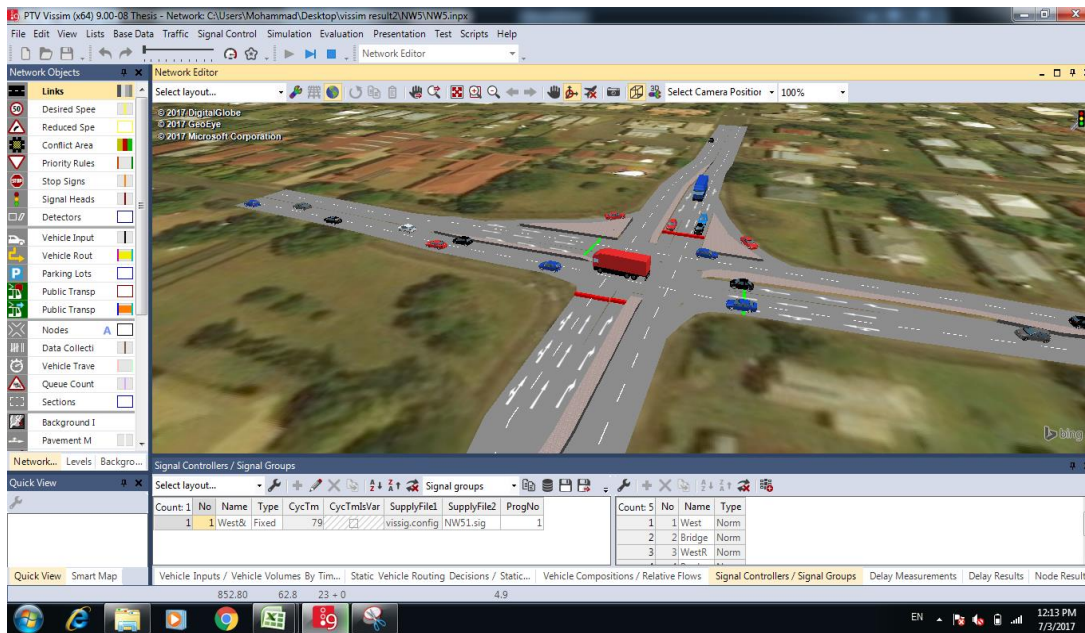 PTV Vissim (x64) 9.00-08 Thesis - Network: C:\Users\Mohammad\Desktop\vissim result2\NW5\NW5.inpx
File Edit View Lists Base Data Traffic Signal Control Simulation Evaluation Presentation Test Scripts Help
Network Editor
Network Objects
Network Editor
Links
Select layout...
Select Camera Position
100%
50
Desired Spee
Reduced Spe
Conflict Area
Priority Rules
STOP
Stop Signs
Signal Heads
Detectors
Vehicle Input
Vehicle Rout
P
Parking Lots
Public Transp
Public Transp
Nodes
A
Data Collecti
Vehicle Trave
Queue Count
Sections
Background I
Pavement M
© 2017 DigitalGlobe
© 2017 GeoEye
© 2017 Microsoft Corporation
bing
Network... Levels Backgro...
Quick View
Quick View Smart Map
Signal Controllers / Signal Groups
Select layout... Signal groups
Count: 1 No Name Type CycTm CycTmIsVar SupplyFile1 SupplyFile2 ProgNo
1 1 West& Fixed 79 vissig.config NW51.sig 1
Count: 5 No Name Type
1 1 West Norm
2 2 Bridge Norm
3 3 WestR Norm
Vehicle Inputs / Vehicle Volumes By Tim... Static Vehicle Routing Decisions / Static... Vehicle Compositions / Relative Flows Signal Controllers / Signal Groups Delay Measurements Delay Results Node Result
852.80 62.8 23 + 0 4.9
9
EN
12:13 PM
7/3/2017